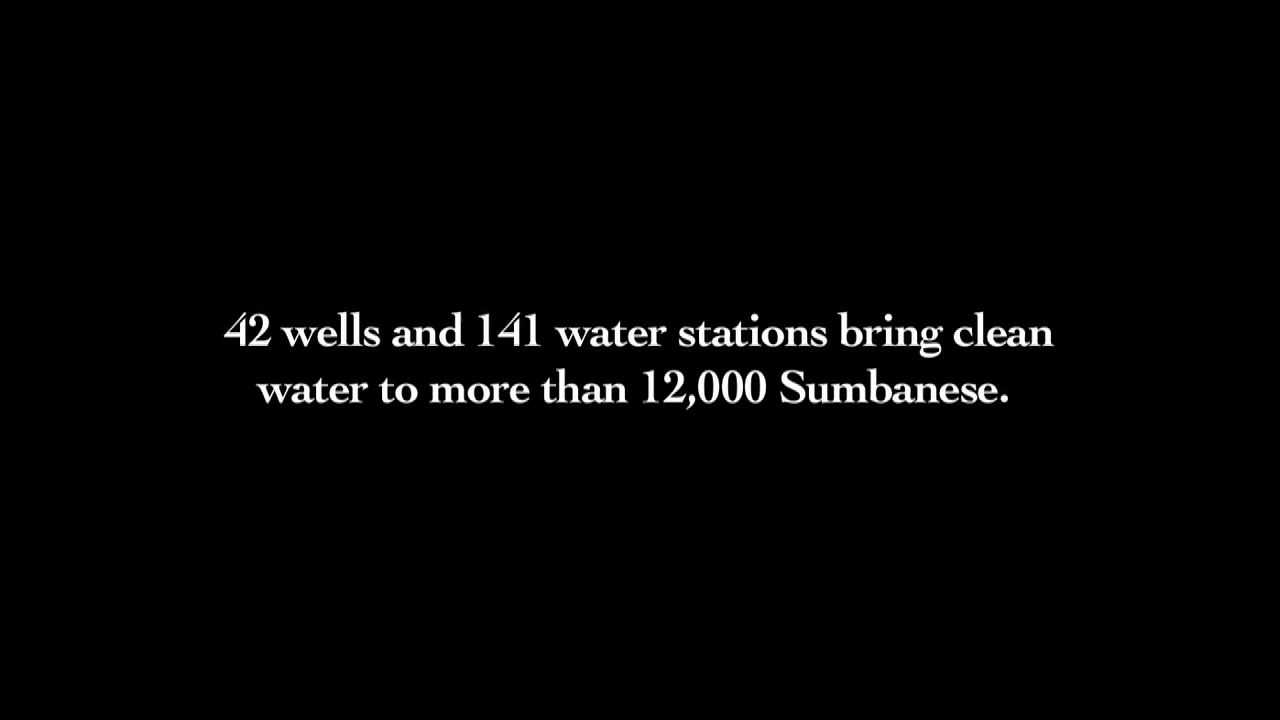 42 wells and 141 water stations bring clean
water to more than 12,000 Sumbanese.